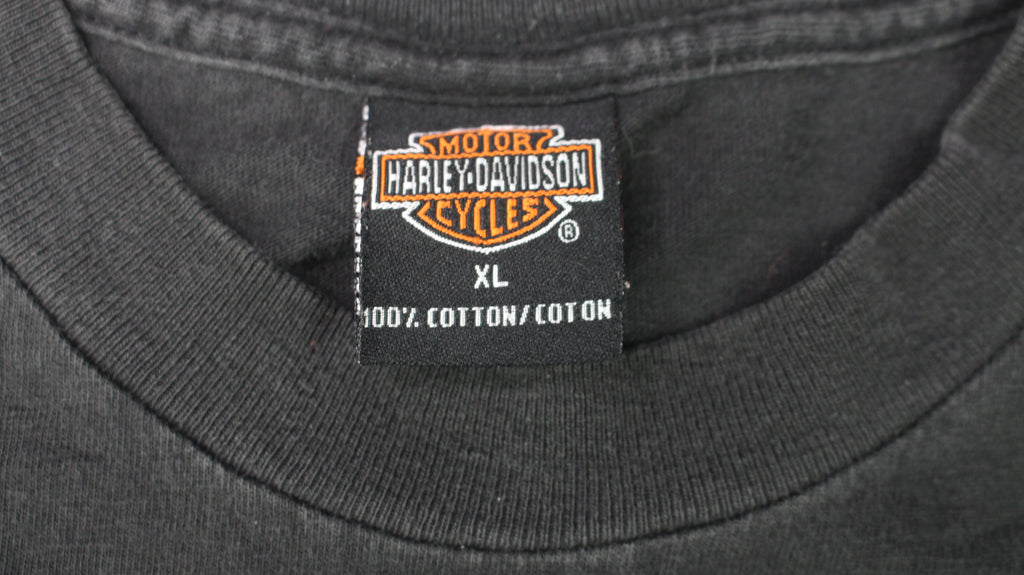 MOTOR
HARLEY-DAVIDSON
CYCLES
®
XL
100% COTTON/COTON